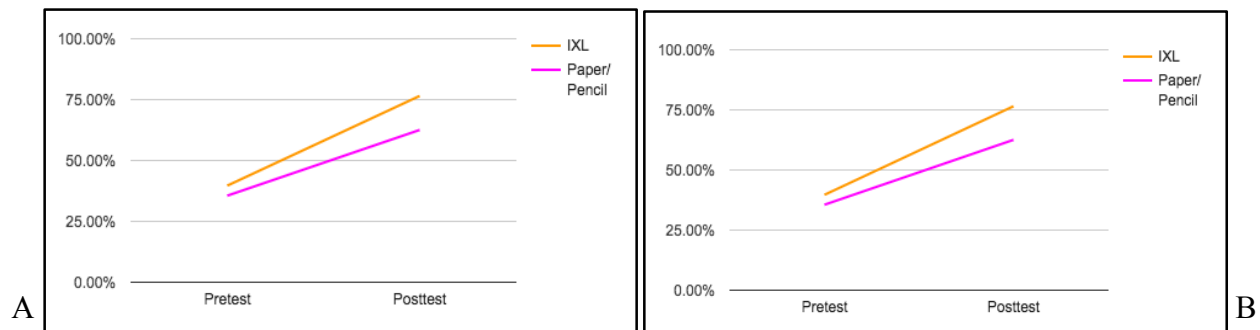 100.00%
75.00%
50.00%
25.00%
0.00%
Pretest Posttest
IXL
Paper/
Pencil
A
100.00%
75.00%
50.00%
25.00%
0.00%
Pretest Posttest
IXL
Paper/
Pencil
B